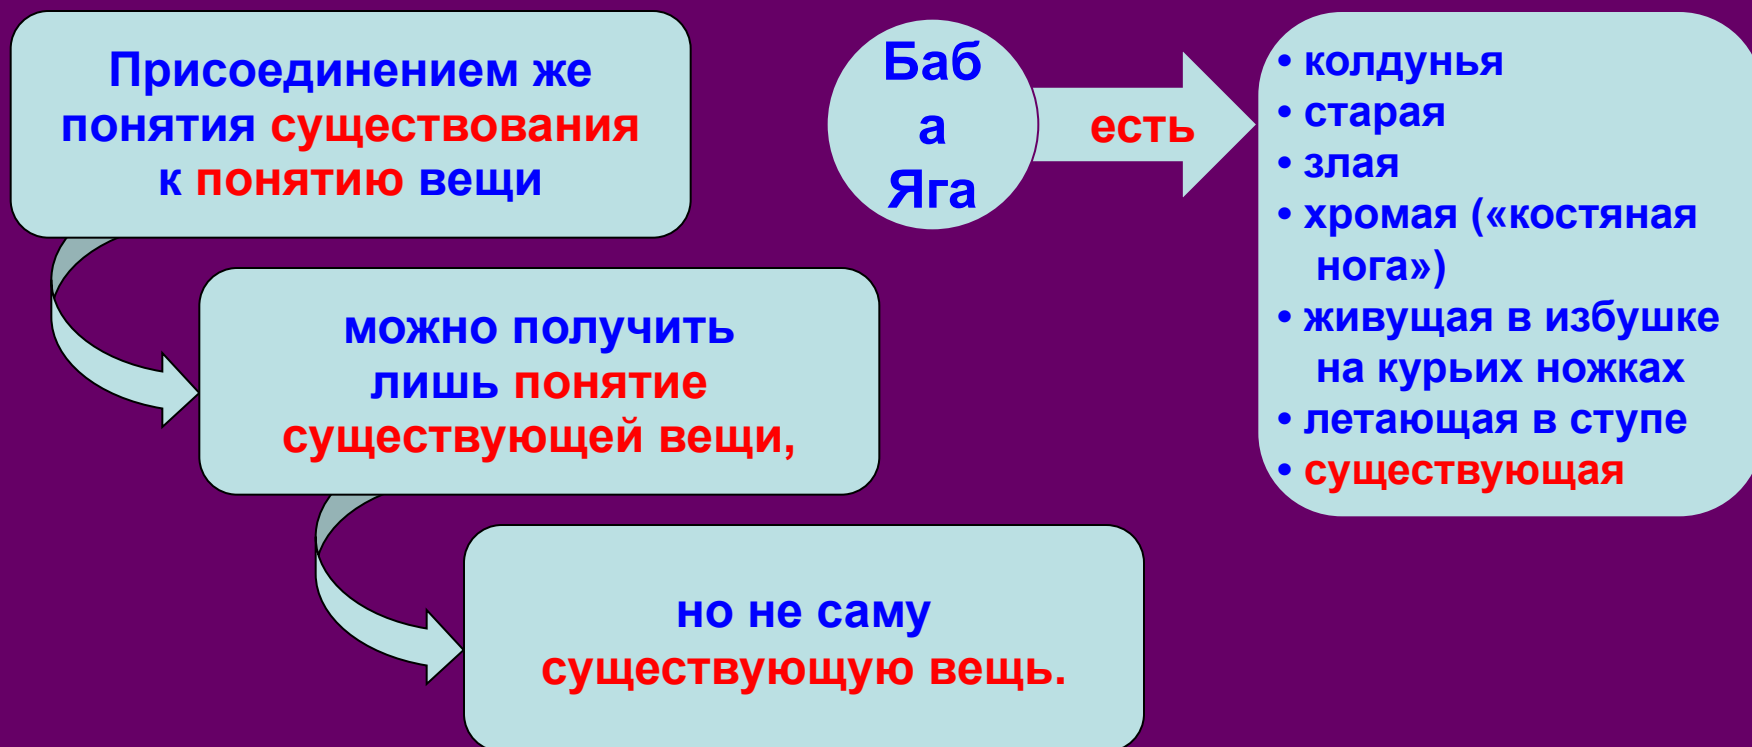 Присоединением же
понятия существования
к понятию вещи
можно получить
лишь понятие
существующей вещи,
но не саму
существующую вещь.
Баб
а
Яга
есть
• колдунья
• старая
• злая
• хромая («костяная
нога»)
• живущая в избушке
на курьих ножках
• летающая в ступе
• существующая